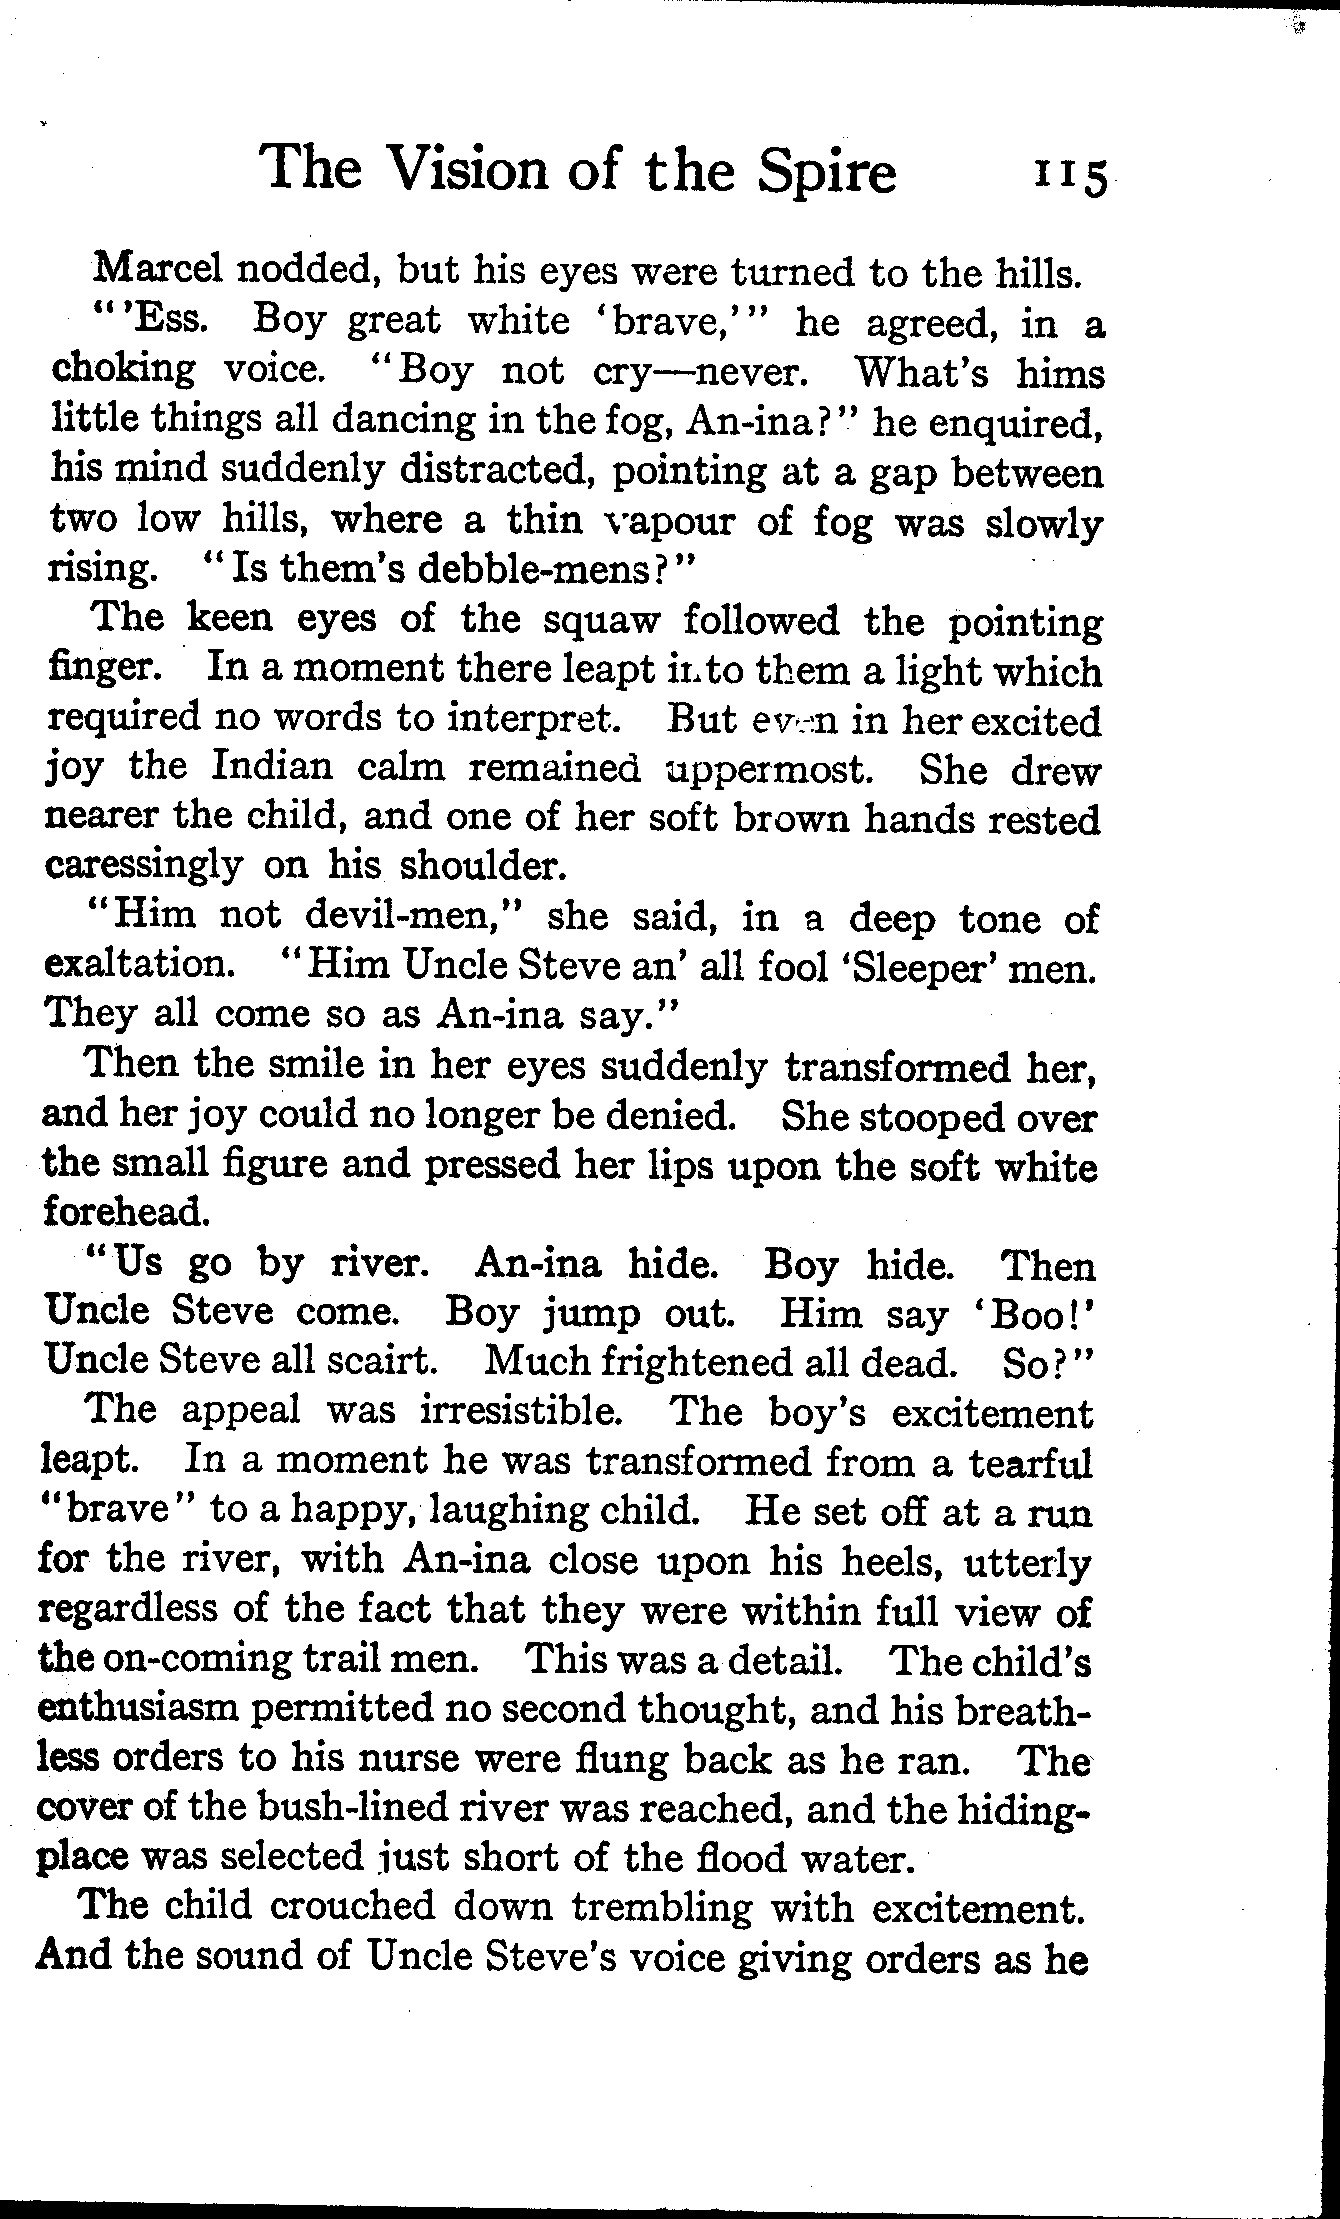 The Vision of the Spire 115
Marcel nodded, but his eyes were turned to the hills.
"'Ess. Boy great white 'brave,'" he agreed, in a
choking voice. "Boy not cry—never. What's hims
little things all dancing in the fog, An-ina?" he enquired,
his mind suddenly distracted, pointing at a gap between
two low hills, where a thin vapour of fog was slowly
rising. "Is them's debble-mens?"
The keen eyes of the squaw followed the pointing
finger. In a moment there leapt into them a light which
required no words to interpret. But even in her excited
joy the Indian calm remained uppermost. She drew
nearer the child, and one of her soft brown hands rested
caressingly on his shoulder.
"Him not devil-men," she said, in a deep tone of
exaltation. "Him Uncle Steve an' all fool 'Sleeper' men.
They all come so as An-ina say."
Then the smile in her eyes suddenly transformed her,
and her joy could no longer be denied. She stooped over
the small figure and pressed her lips upon the soft white
forehead.
"Us go by river. An-ina hide. Boy hide. Then
Uncle Steve come. Boy jump out. Him say 'Boo!'
Uncle Steve all scairt. Much frightened all dead. So?"
The appeal was irresistible. The boy's excitement
leapt. In a moment he was transformed from a tearful
"brave" to a happy, laughing child. He set off at a run
for the river, with An-ina close upon his heels, utterly
regardless of the fact that they were within full view of
the on-coming trail men. This was a detail. The child's
enthusiasm permitted no second thought, and his breath-
less orders to his nurse were flung back as he ran. The
cover of the bush-lined river was reached, and the hiding-
place was selected just short of the flood water.
The child crouched down trembling with excitement.
And the sound of Uncle Steve's voice giving orders as he